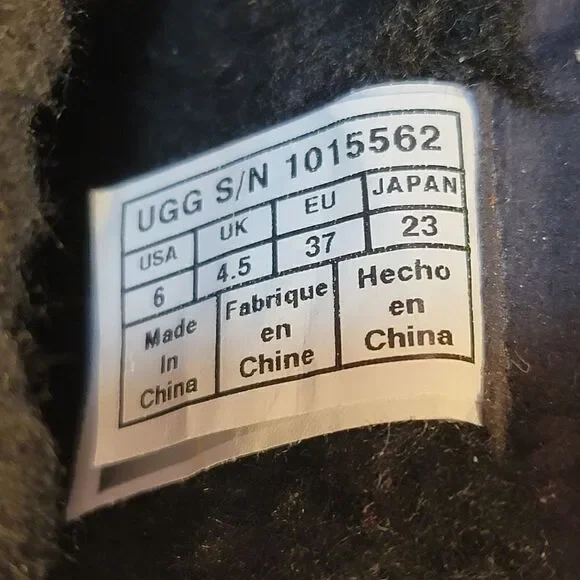 UGG S/N 1015562
USA UK EU JAPAN
6 4.5 37 23
Made in China
Fabrique en Chine
Hecho en China